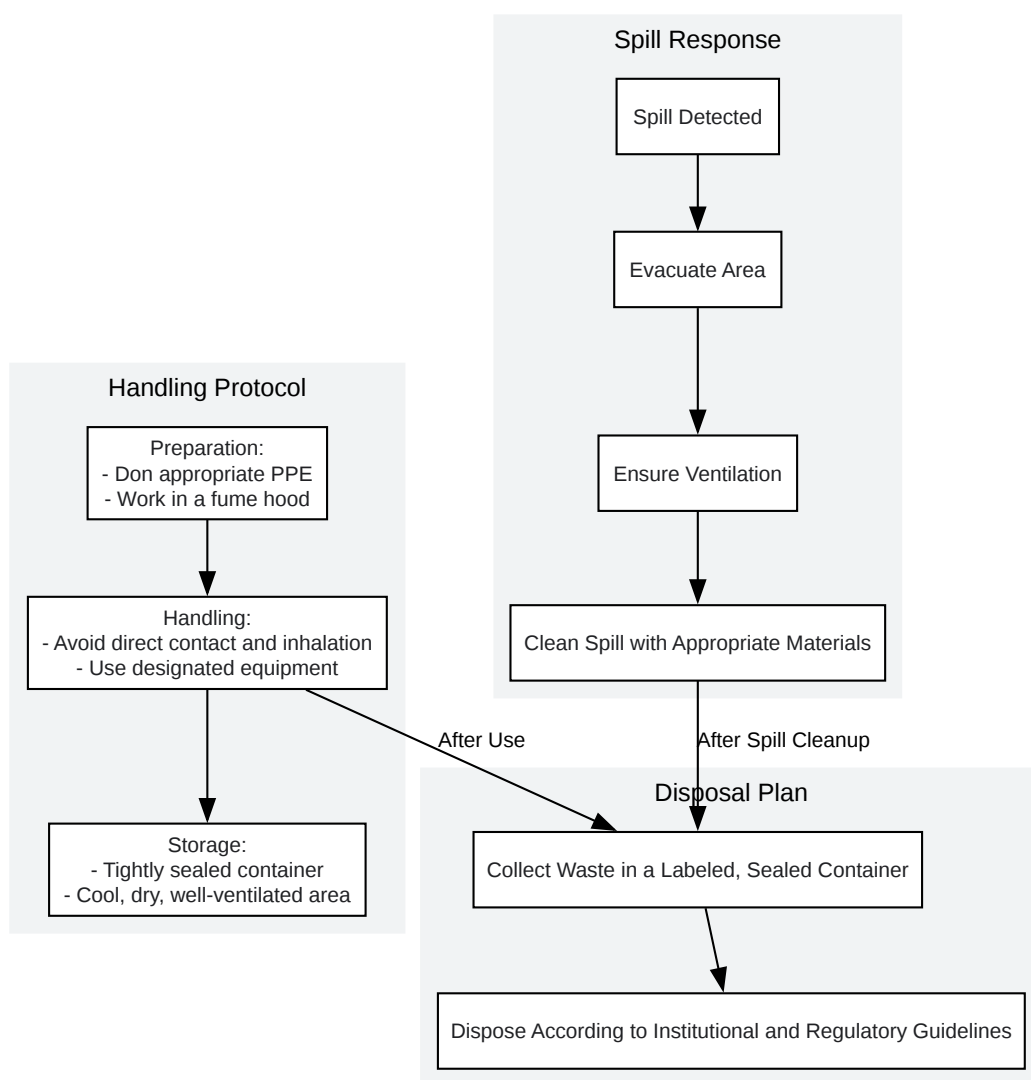 Spill Response
Spill Detected
Evacuate Area
Ensure Ventilation
Clean Spill with Appropriate Materials
Handling Protocol
Preparation:
- Don appropriate PPE
- Work in a fume hood
Handling:
- Avoid direct contact and inhalation
- Use designated equipment
Storage:
- Tightly sealed container
- Cool, dry, well-ventilated area
After Use
After Spill Cleanup
Disposal Plan
Collect Waste in a Labeled, Sealed Container
Dispose According to Institutional and Regulatory Guidelines